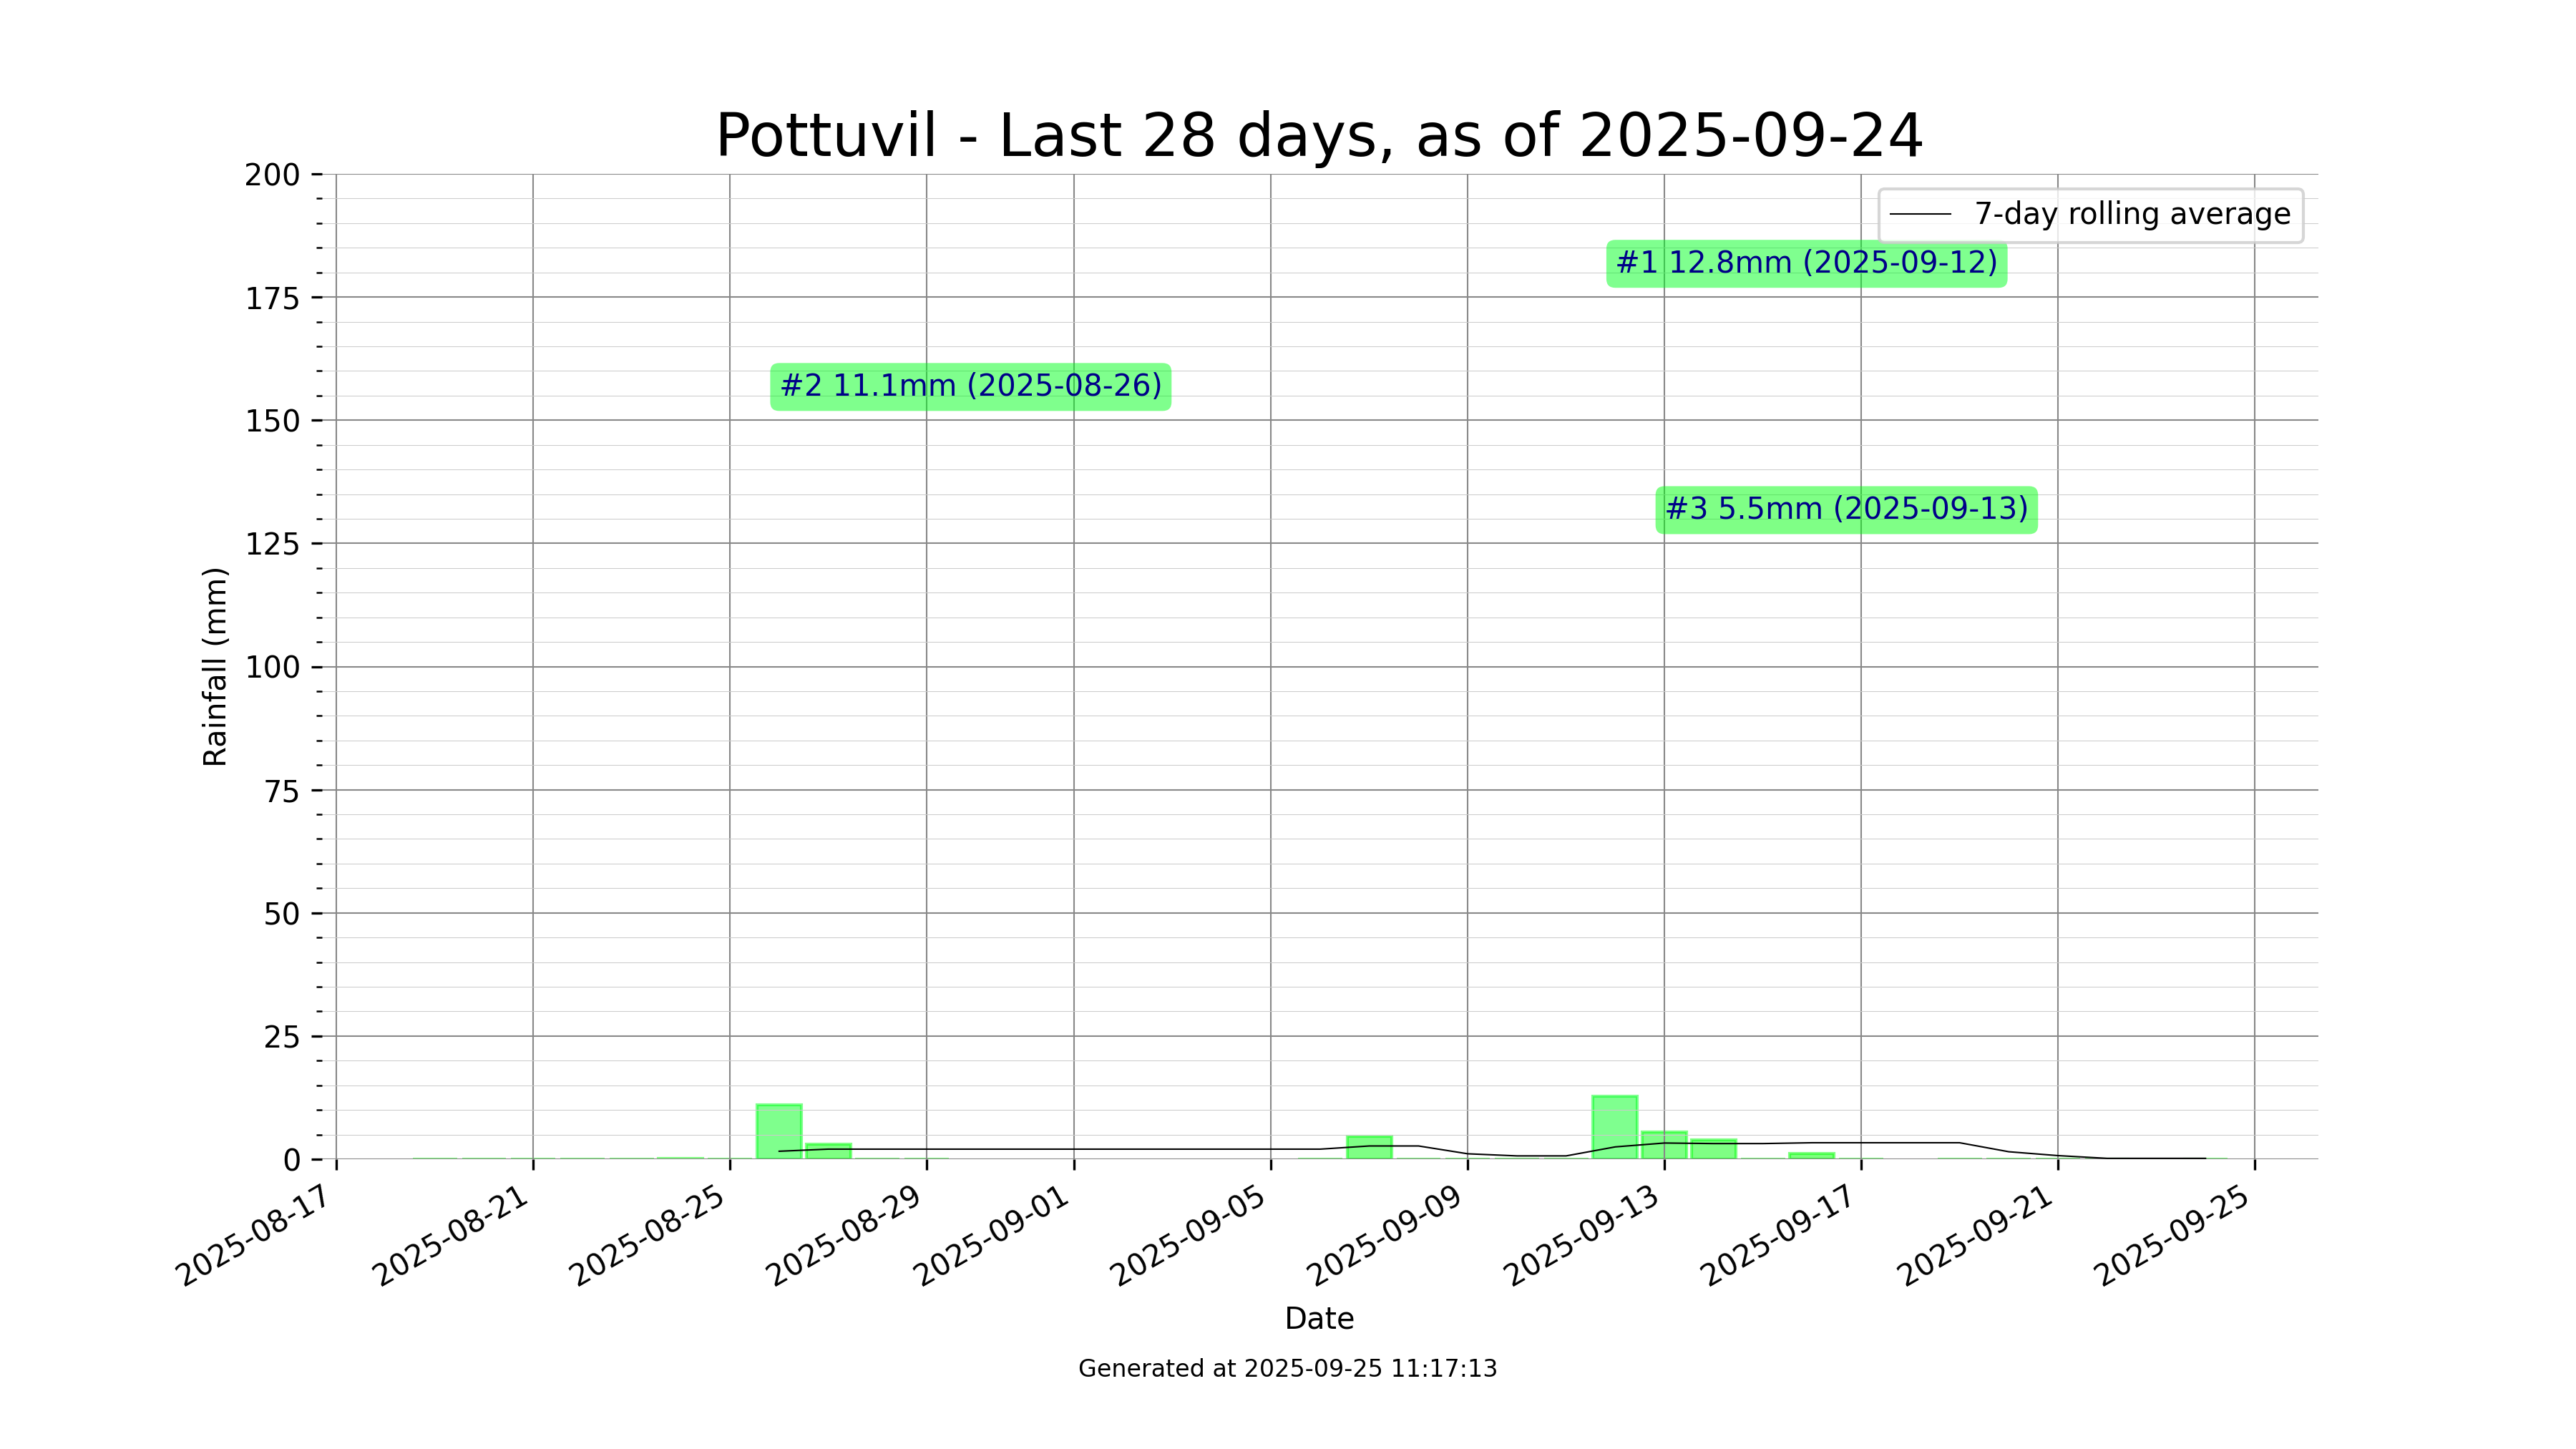 Pottuvil - Last 28 days, as of 2025-09-24
200
175
150
125
100
75
50
25
0
Rainfall (mm)
7-day rolling average
#1 12.8mm (2025-09-12)
#2 11.1mm (2025-08-26)
#3 5.5mm (2025-09-13)
2025-08-17
2025-08-21
2025-08-25
2025-08-29
2025-09-01
2025-09-05
2025-09-09
2025-09-13
2025-09-17
2025-09-21
2025-09-25
Date
Generated at 2025-09-25 11:17:13